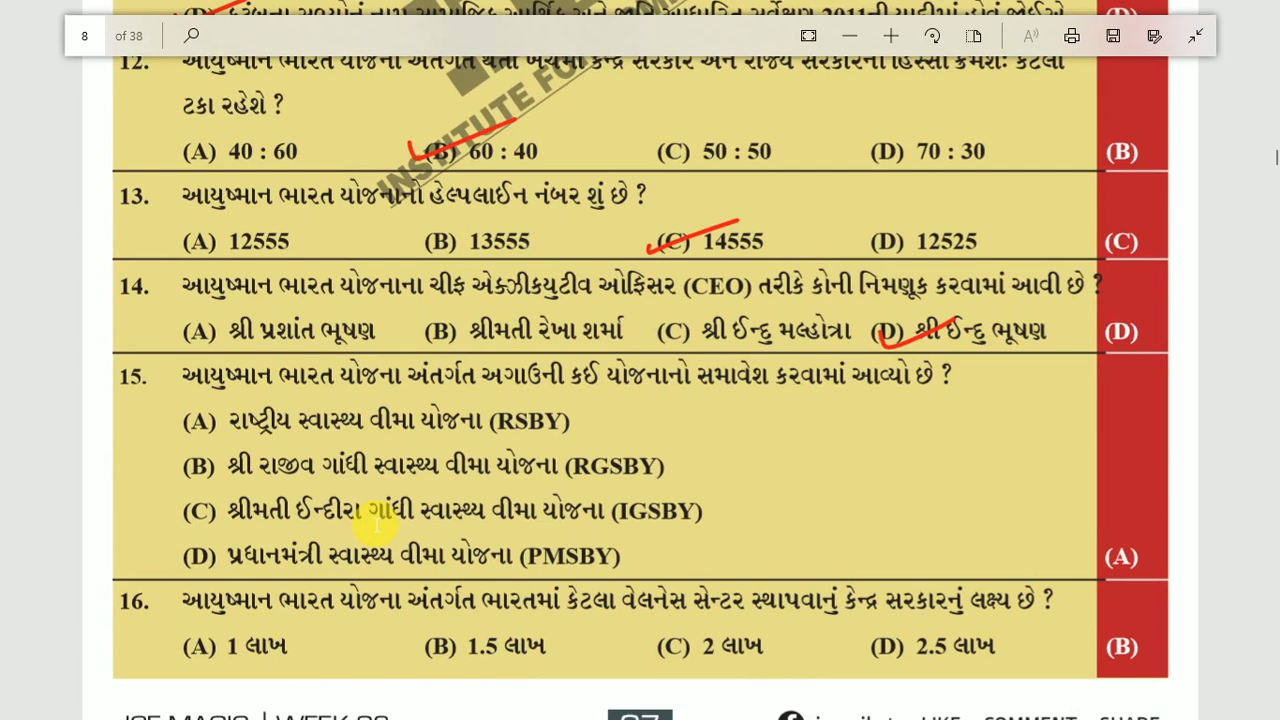 8 of 38
12. આયુષ્માન ભારત યોજના અંતર્ગત થતા ખર્ચમાં કેન્દ્ર સરકાર અને રાજ્ય સરકારનો હિસ્સો ક્રમશઃ કેટલા
ટકા રહેશે ?
(A) 40 : 60 (B) 60 : 40 (C) 50 : 50 (D) 70 : 30 (B)
INSTITUTE FOR
13. આયુષ્માન ભારત યોજનાનો હેલ્પલાઈન નંબર શું છે ?
(A) 12555 (B) 13555 (C) 14555 (D) 12525 (C)
14. આયુષ્માન ભારત યોજનાના ચીફ એક્ઝીકયુટીવ ઓફિસર (CEO) તરીકે કોની નિમણૂક કરવામાં આવી છે ?
(A) શ્રી પ્રશાંત ભૂષણ (B) શ્રીમતી રેખા શર્મા (C) શ્રી ઈન્દુ મલ્હોત્રા (D) શ્રી ઈન્દુ ભૂષણ (D)
15. આયુષ્માન ભારત યોજના અંતર્ગત અગાઉની કઈ યોજનાનો સમાવેશ કરવામાં આવ્યો છે ?
(A) રાષ્ટ્રીય સ્વાસ્થ્ય વીમા યોજના (RSBY)
(B) શ્રી રાજીવ ગાંધી સ્વાસ્થ્ય વીમા યોજના (RGSBY)
(C) શ્રીમતી ઈન્દીરા ગાંધી સ્વાસ્થ્ય વીમા યોજના (IGSBY)
(D) પ્રધાનમંત્રી સ્વાસ્થ્ય વીમા યોજના (PMSBY) (A)
16. આયુષ્માન ભારત યોજના અંતર્ગત ભારતમાં કેટલા વેલનેસ સેન્ટર સ્થાપવાનું કેન્દ્ર સરકારનું લક્ષ્ય છે ?
(A) 1 લાખ (B) 1.5 લાખ (C) 2 લાખ (D) 2.5 લાખ (B)